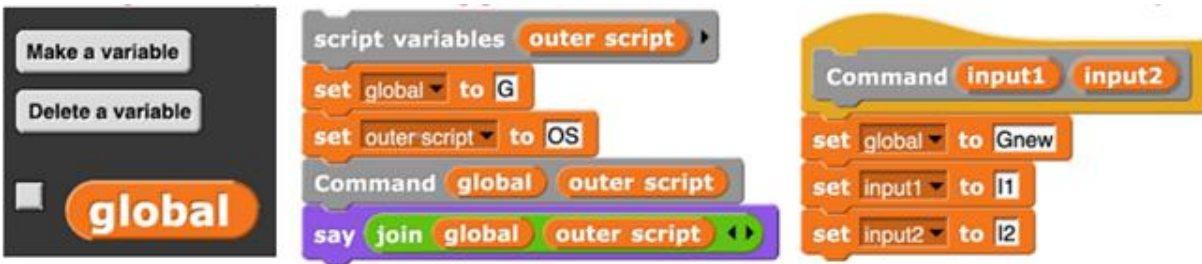 Make a variable
Delete a variable
global
script variables outer script
set global to G
set outer script to OS
Command global outer script
say join global outer script
Command input1 input2
set global to Gnew
set input1 to I1
set input2 to I2